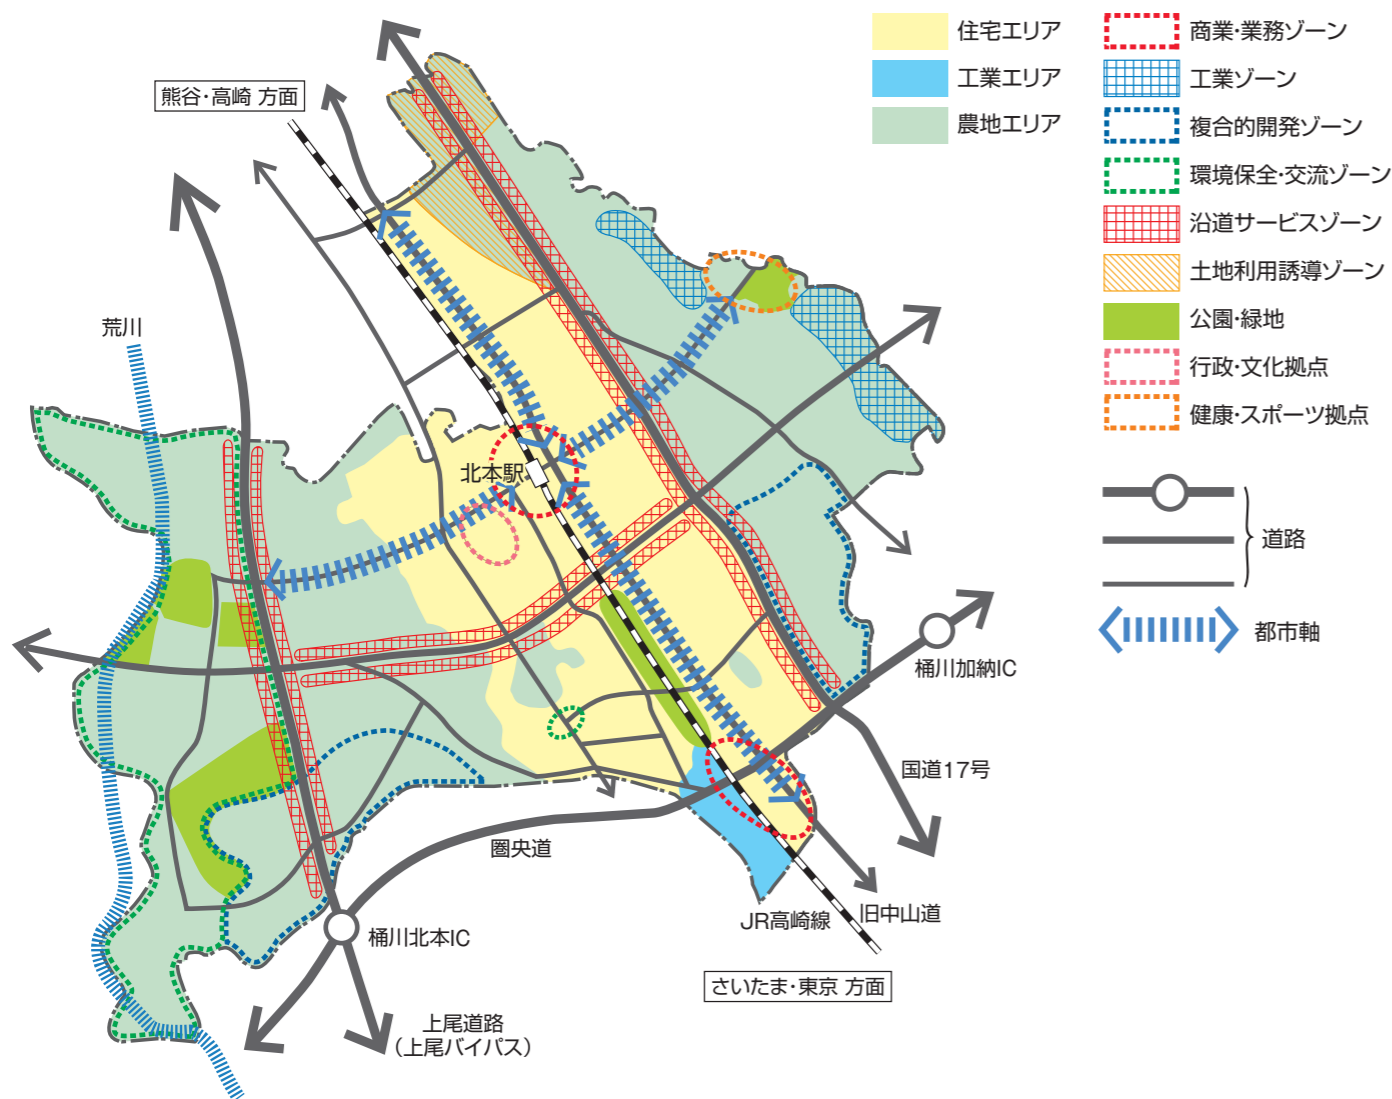 住宅エリア
工業エリア
農地エリア
商業・業務ゾーン
工業ゾーン
複合的開発ゾーン
環境保全・交流ゾーン
沿道サービスゾーン
土地利用誘導ゾーン
公園・緑地
行政・文化拠点
健康・スポーツ拠点
道路
都市軸
熊谷・高崎 方面
荒川
北本駅
桶川加納IC
国道17号
圏央道
JR高崎線
旧中山道
桶川北本IC
さいたま・東京 方面
上尾道路
（上尾バイパス）